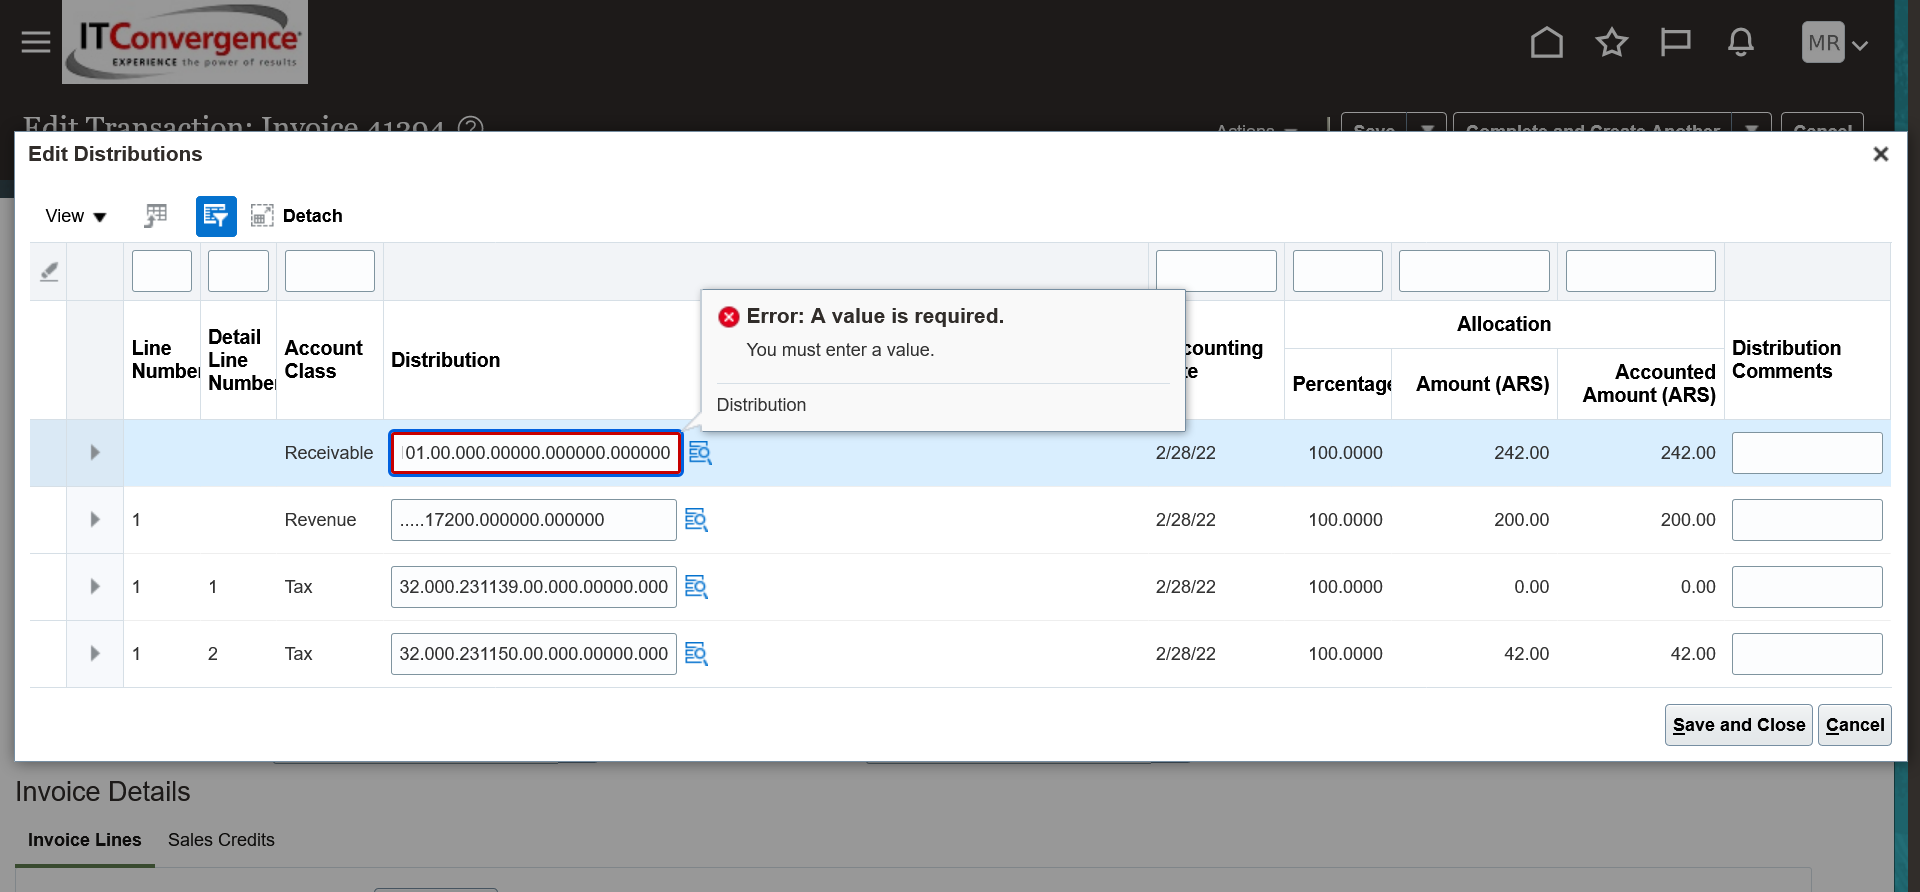 ITConvergence
EXPERIENCE the power of results
MR
Edit Transaction: Invoice 41394
Actions
Save
Complete and Create Another
Cancel
Edit Distributions
View
Detach
Error: A value is required.
You must enter a value.
Distribution
Line Number
Detail Line Number
Account Class
Distribution
counting
te
Allocation
Percentage
Amount (ARS)
Accounted Amount (ARS)
Distribution Comments
Receivable 01.00.000.00000.000000.000000 2/28/22 100.0000 242.00 242.00
1 Revenue .....17200.000000.000000 2/28/22 100.0000 200.00 200.00
1 1 Tax 32.000.231139.00.000.00000.000 2/28/22 100.0000 0.00 0.00
1 2 Tax 32.000.231150.00.000.00000.000 2/28/22 100.0000 42.00 42.00
Save and Close
Cancel
Invoice Details
Invoice Lines
Sales Credits